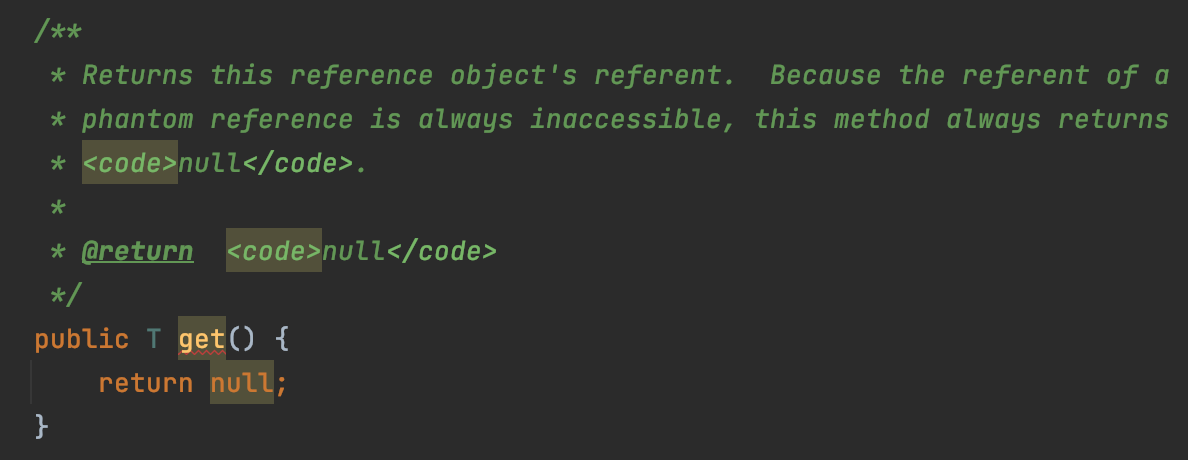 /**
 * Returns this reference object's referent.  Because the referent of a
 * phantom reference is always inaccessible, this method always returns
 * <code>null</code>.
 *
 * @return  <code>null</code>
 */
public T get() {
    return null;
}